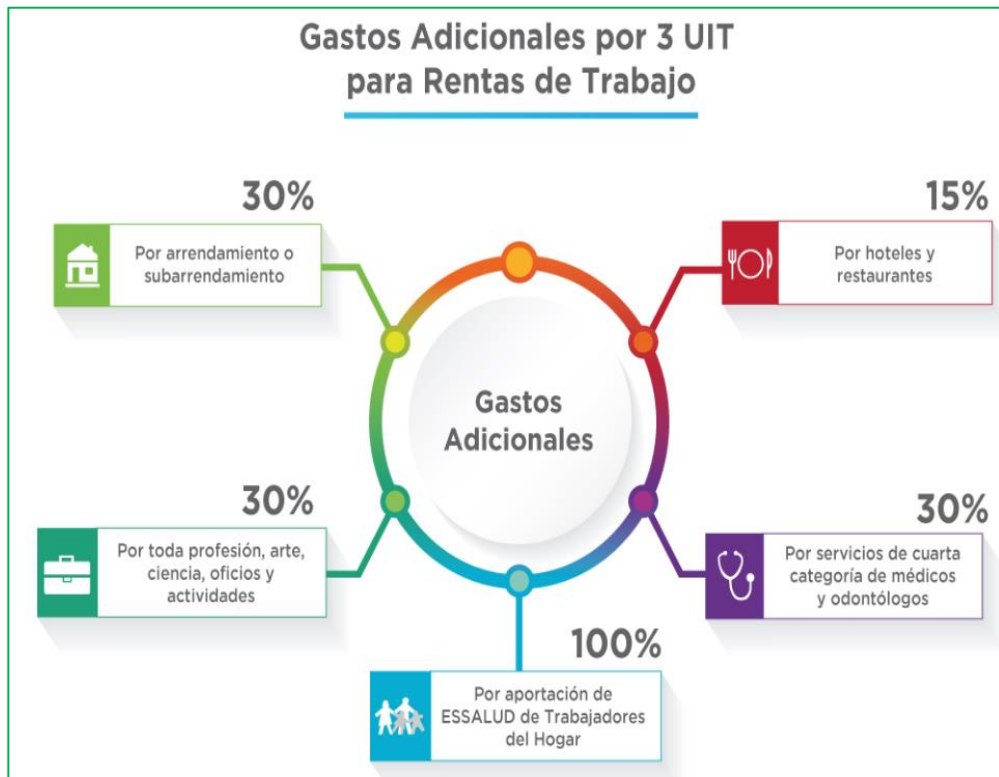 Gastos Adicionales por 3 UIT
para Rentas de Trabajo
30%
Por arrendamiento o
subarrendamiento
15%
Por hoteles y
restaurantes
Gastos
Adicionales
30%
Por toda profesión, arte,
ciencia, oficios y
actividades
30%
Por servicios de cuarta
categoría de médicos
y odontólogos
100%
Por aportación de
ESSALUD de Trabajadores
del Hogar